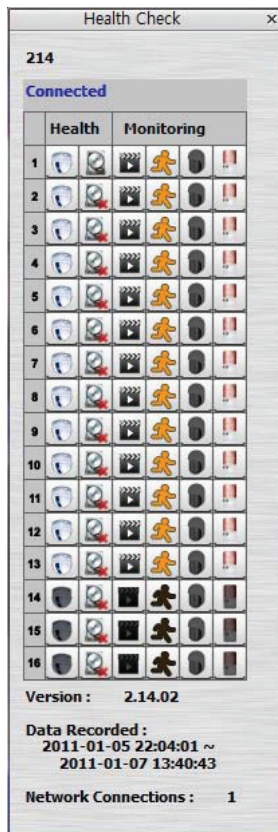 Health Check x
214
Connected
Health Monitoring
1
2
3
4
5
6
7
8
9
10
11
12
13
14
15
16
Version : 2.14.02
Data Recorded :
2011-01-05 22:04:01 ~
2011-01-07 13:40:43
Network Connections : 1